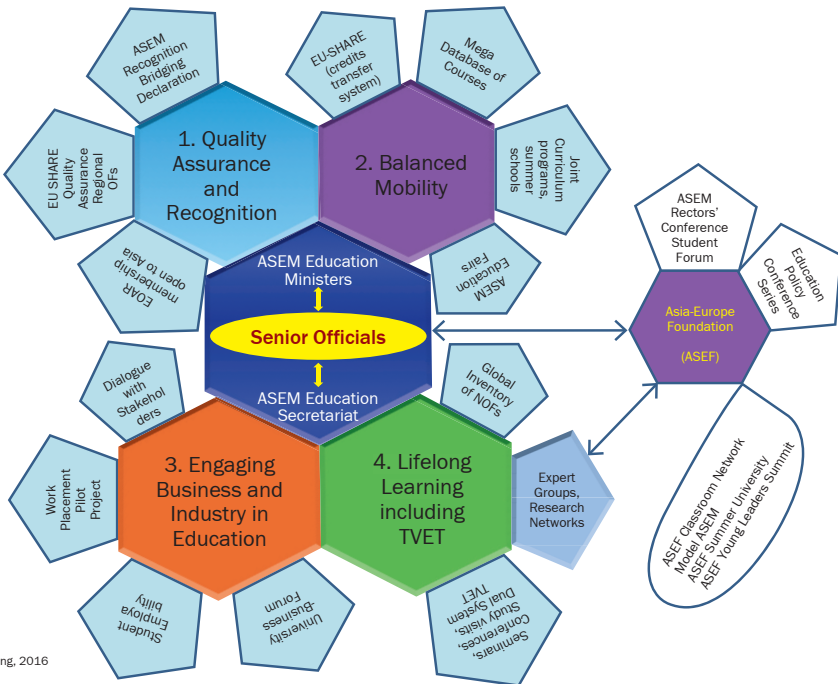 ASEM
Recognition
Bridging
Declaration
EU-SHARE
(credits
transfer
system)
Mega
Database of
Courses
EU SHARE
Quality
Assurance
Regional
QFs
1. Quality
Assurance
and
Recognition
2. Balanced
Mobility
Joint
Curriculum
programs,
summer
schools
EQAR
membership
open to Asia
ASEM Education
Ministers
Senior Officials
ASEM Education
Secretariat
ASEM
Education
Fairs
ASEM
Rectors'
Conference
Student
Forum
Education
Policy
Conference
Series
Asia-Europe
Foundation
(ASEF)
Dialogue
with
Stakehol
ders
Global
Inventory
of NQFs
Work
Placement
Pilot
Project
3. Engaging
Business and
Industry in
Education
4. Lifelong
Learning
including
TVET
Expert
Groups,
Research
Networks
ASEF Classroom Network
Model ASEM
ASEF Summer University
ASEF Young Leaders Summit
Student
Employa
bility
University
-Business
Forum
Seminars,
Conferences,
Study visits,
Dual System
TVET
ng, 2016